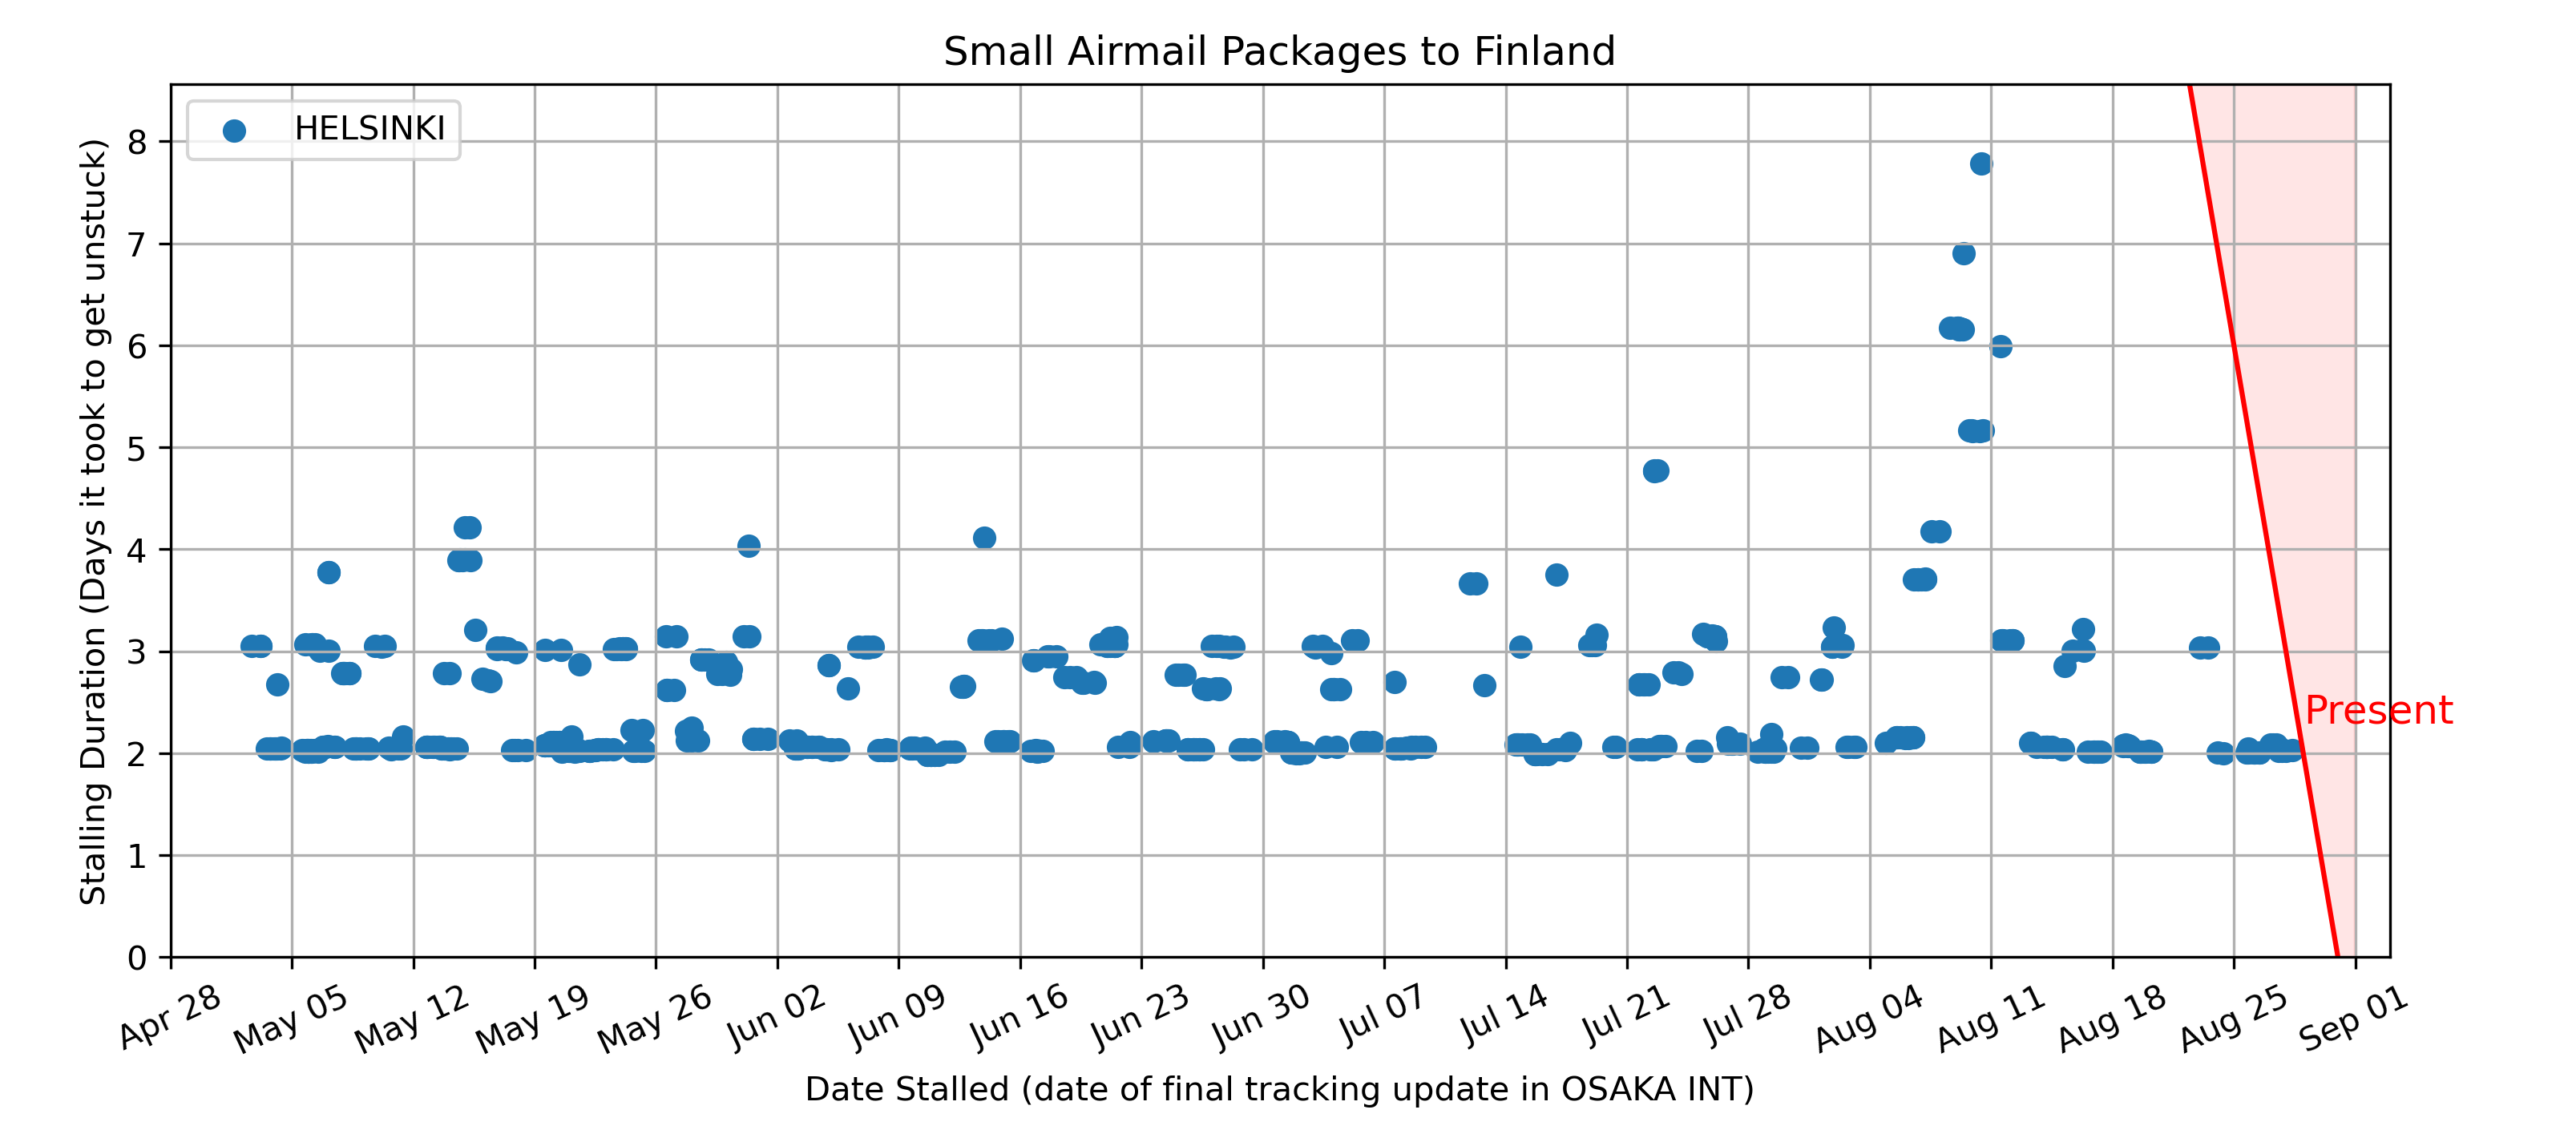 Small Airmail Packages to Finland
HELSINKI
Stalling Duration (Days it took to get unstuck)
8
7
6
5
4
3
2
1
0
Present
Apr 28
May 05
May 12
May 19
May 26
Jun 02
Jun 09
Jun 16
Jun 23
Jun 30
Jul 07
Jul 14
Jul 21
Jul 28
Aug 04
Aug 11
Aug 18
Aug 25
Sep 01
Date Stalled (date of final tracking update in OSAKA INT)